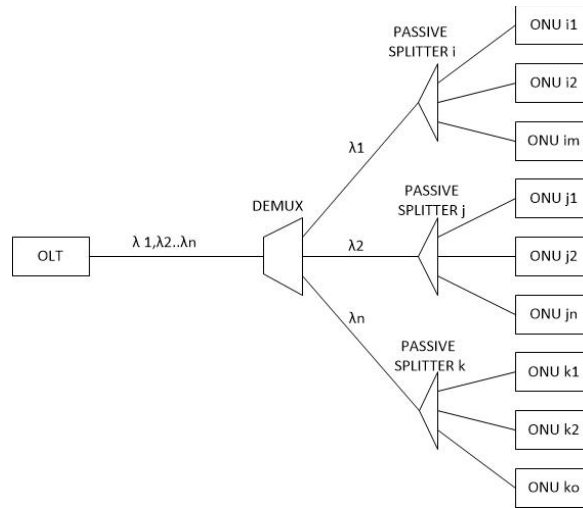 PASSIVE
SPLITTER i
ONU i1
ONU i2
ONU im
λ1
DEMUX
PASSIVE
SPLITTER j
ONU j1
ONU j2
ONU jn
OLT
λ 1,λ2..λn
λ2
λn
PASSIVE
SPLITTER k
ONU k1
ONU k2
ONU ko